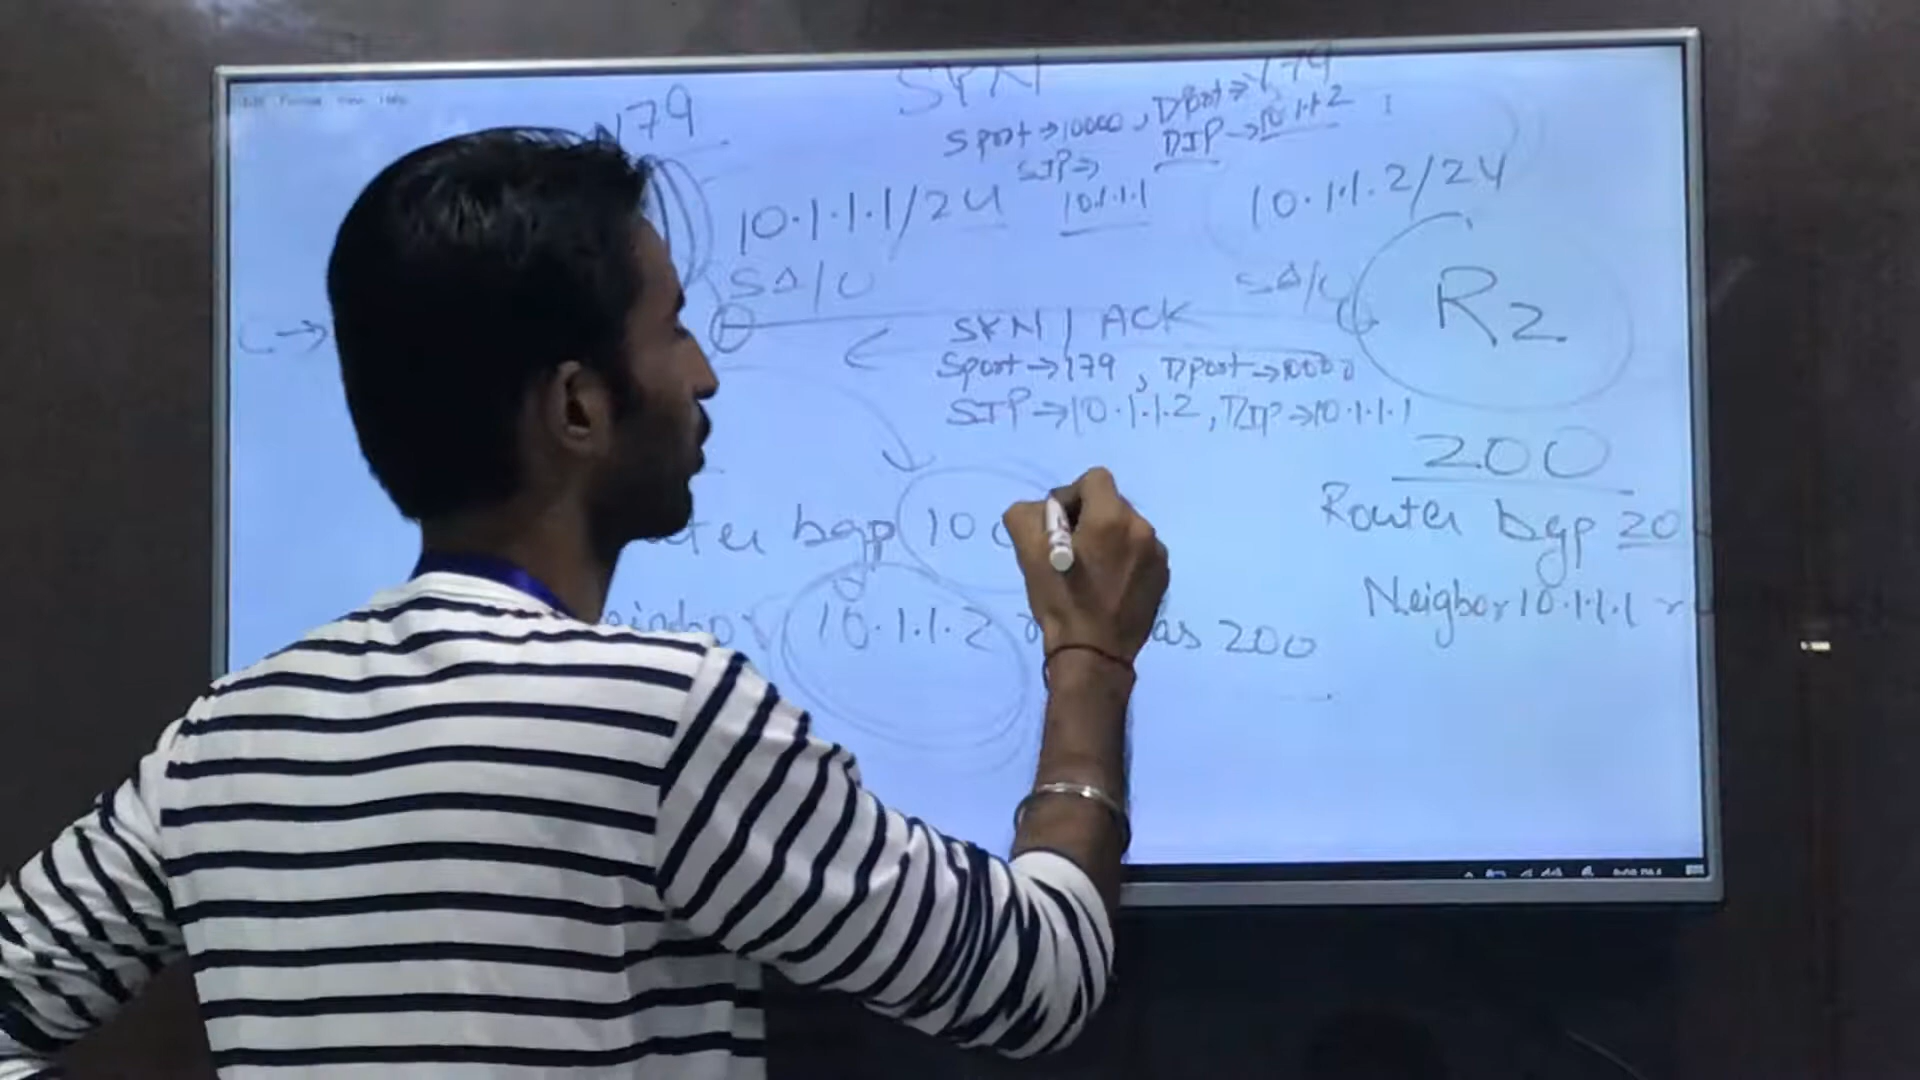 SYN
179
Sport→10000, DPort→179
SIP→ DIP→10.1.1.2
10.1.1.1
10.1.1.1/24
10.1.1.2/24
S0/0
R2
SYN | ACK
Sport→179, Dport→10000
SIP→10.1.1.2, DIP→10.1.1.1
200
bgp 10
Router bgp 20
10.1.1.2
as 200
Neigbor 10.1.1.1 r